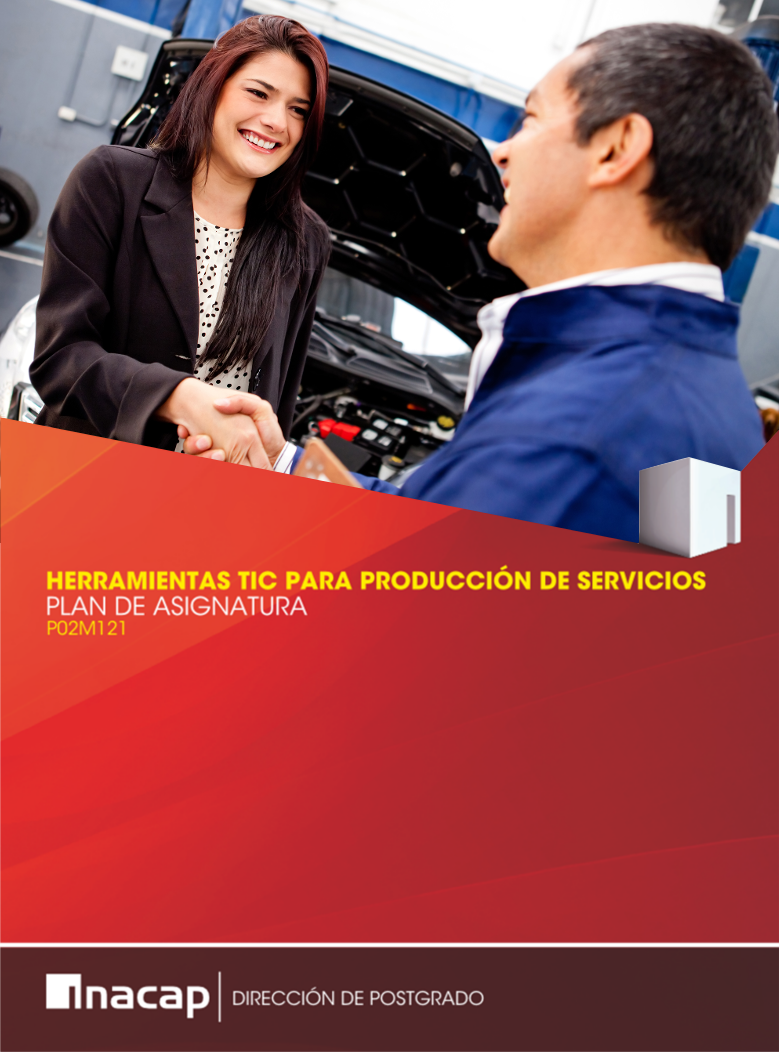 HERRAMIENTAS TIC PARA PRODUCCIÓN DE SERVICIOS
PLAN DE ASIGNATURA
P02M121
Inacap
DIRECCIÓN DE POSTGRADO